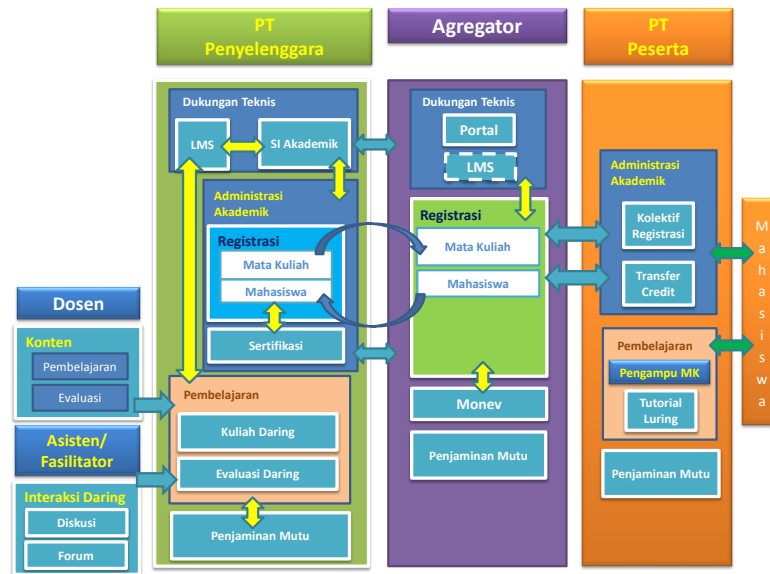 PT
Penyelenggara
Agregator
PT
Peserta
Dukungan Teknis
LMS
SI Akademik
Administrasi
Akademik
Registrasi
Mata Kuliah
Mahasiswa
Sertifikasi
Dosen
Konten
Pembelajaran
Evaluasi
Asisten/
Fasilitator
Interaksi Daring
Diskusi
Forum
Pembelajaran
Kuliah Daring
Evaluasi Daring
Penjaminan Mutu
Dukungan Teknis
Portal
LMS
Registrasi
Mata Kuliah
Mahasiswa
Monev
Penjaminan Mutu
Administrasi
Akademik
Kolektif
Registrasi
Transfer
Credit
Pembelajaran
Pengampu MK
Tutorial
Luring
Penjaminan Mutu
M
a
h
a
s
i
s
w
a